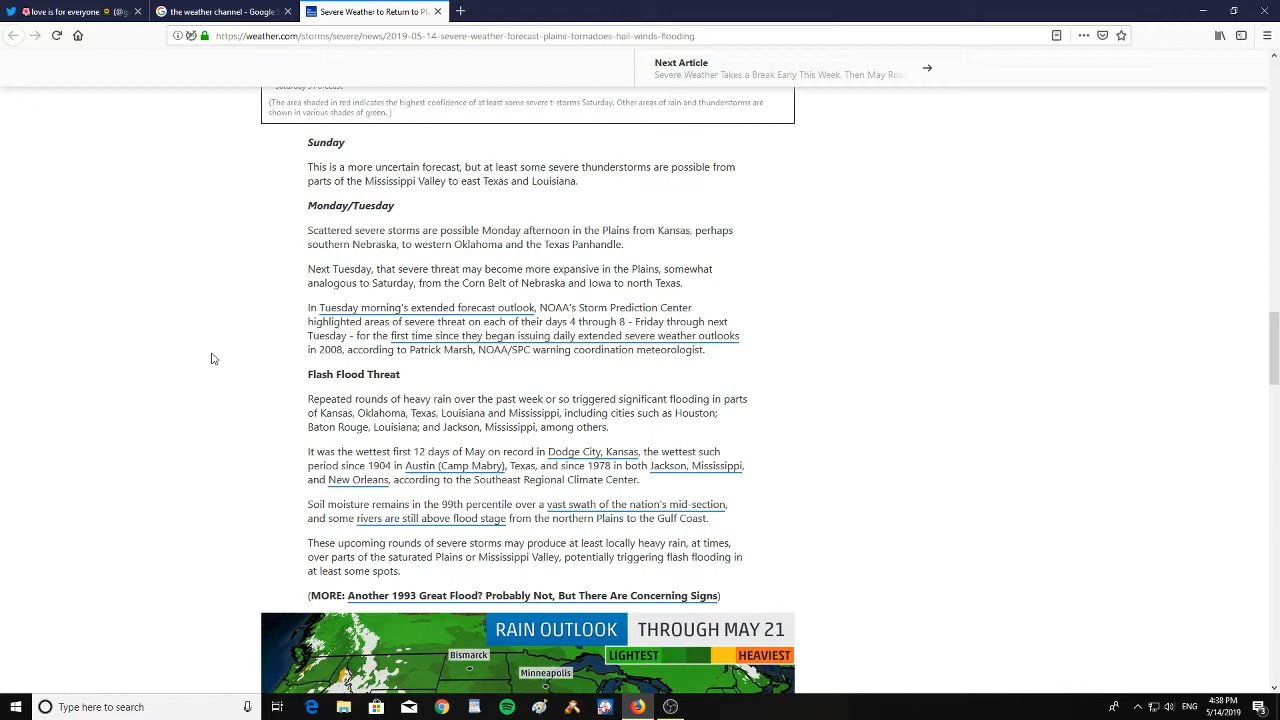 love is for everyone
(@g
the weather channel - Google S
Severe Weather to Return to Pl
https://weather.com/storms/severe/news/2019-05-14-severe-weather-forecast-plains-tornadoes-hail-winds-flooding
Next Article
Severe Weather Takes a Break Early This Week, Then May Roa
Saturday's Forecast
(The area shaded in red indicates the highest confidence of at least some severe t-storms Saturday. Other areas of rain and thunderstorms are
shown in various shades of green. )
Sunday
This is a more uncertain forecast, but at least some severe thunderstorms are possible from
parts of the Mississippi Valley to east Texas and Louisiana.
Monday/Tuesday
Scattered severe storms are possible Monday afternoon in the Plains from Kansas, perhaps
southern Nebraska, to western Oklahoma and the Texas Panhandle.
Next Tuesday, that severe threat may become more expansive in the Plains, somewhat
analogous to Saturday, from the Corn Belt of Nebraska and Iowa to north Texas.
In Tuesday morning's extended forecast outlook, NOAA's Storm Prediction Center
highlighted areas of severe threat on each of their days 4 through 8 - Friday through next
Tuesday - for the first time since they began issuing daily extended severe weather outlooks
in 2008, according to Patrick Marsh, NOAA/SPC warning coordination meteorologist.
Flash Flood Threat
Repeated rounds of heavy rain over the past week or so triggered significant flooding in parts
of Kansas, Oklahoma, Texas, Louisiana and Mississippi, including cities such as Houston;
Baton Rouge, Louisiana; and Jackson, Mississippi, among others.
It was the wettest first 12 days of May on record in Dodge City, Kansas, the wettest such
period since 1904 in Austin (Camp Mabry), Texas, and since 1978 in both Jackson, Mississippi,
and New Orleans, according to the Southeast Regional Climate Center.
Soil moisture remains in the 99th percentile over a vast swath of the nation's mid-section,
and some rivers are still above flood stage from the northern Plains to the Gulf Coast.
These upcoming rounds of severe storms may produce at least locally heavy rain, at times,
over parts of the saturated Plains or Mississippi Valley, potentially triggering flash flooding in
at least some spots.
(MORE: Another 1993 Great Flood? Probably Not, But There Are Concerning Signs)
RAIN OUTLOOK THROUGH MAY 21
LIGHTEST HEAVIEST
Bismarck
Minneapolis
Type here to search
ENG
4:38 PM
5/14/2019
3